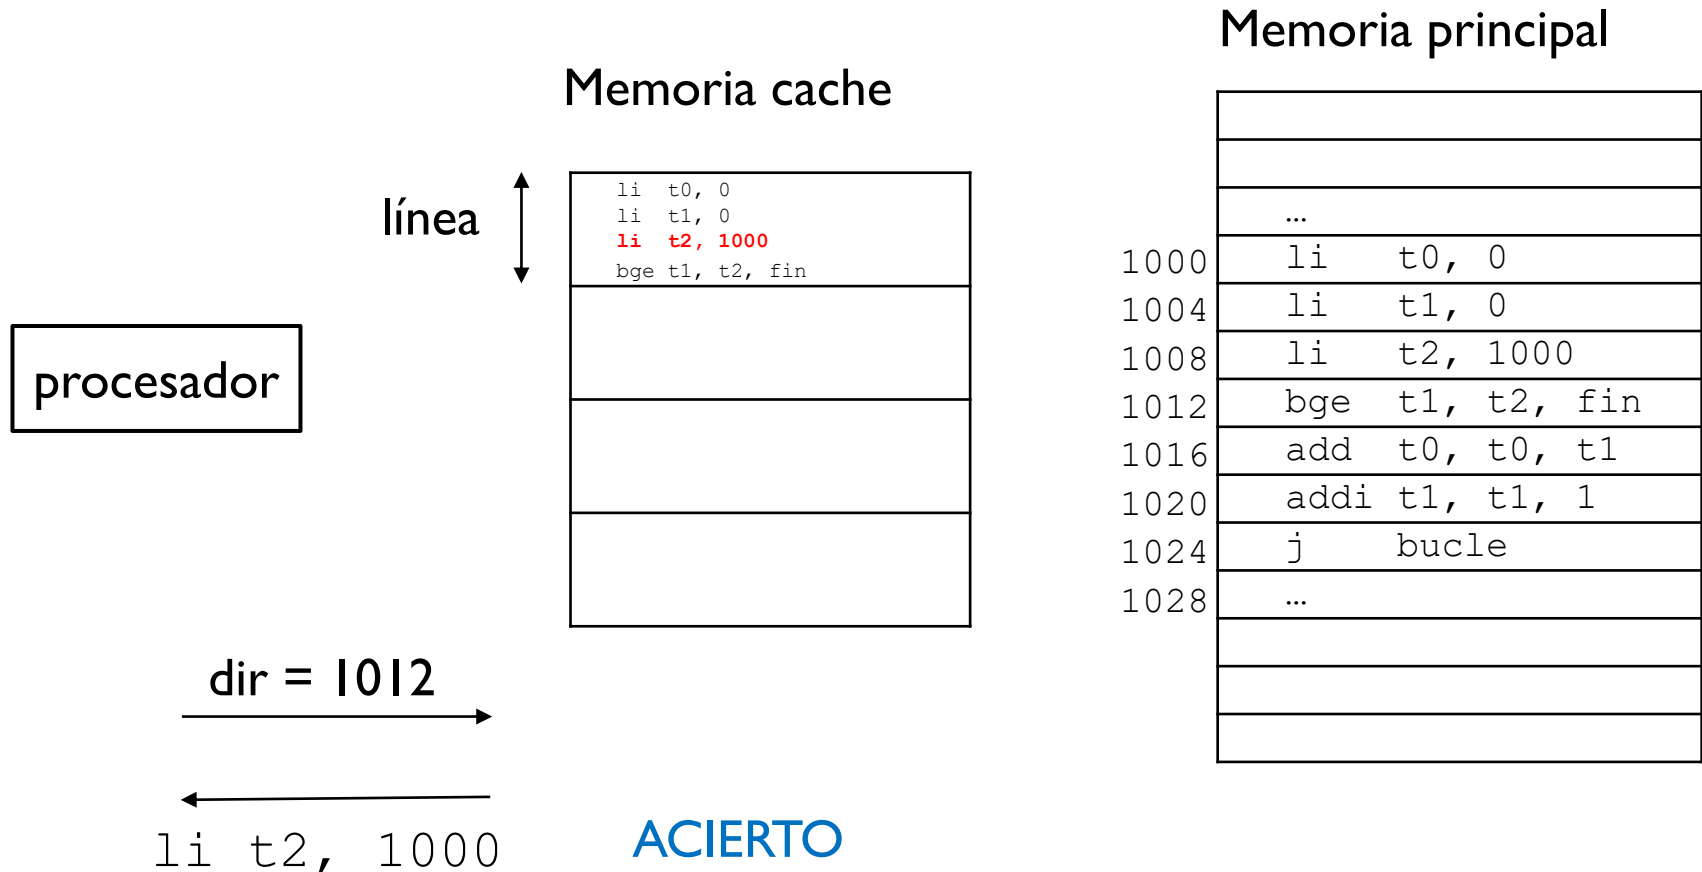 Memoria principal
Memoria cache
línea
li t0, 0
li t1, 0
li t2, 1000
bge t1, t2, fin
procesador
…
1000 li t0, 0
1004 li t1, 0
1008 li t2, 1000
1012 bge t1, t2, fin
1016 add t0, t0, t1
1020 addi t1, t1, 1
1024 j bucle
1028 …
dir = 1012
li t2, 1000
ACIERTO